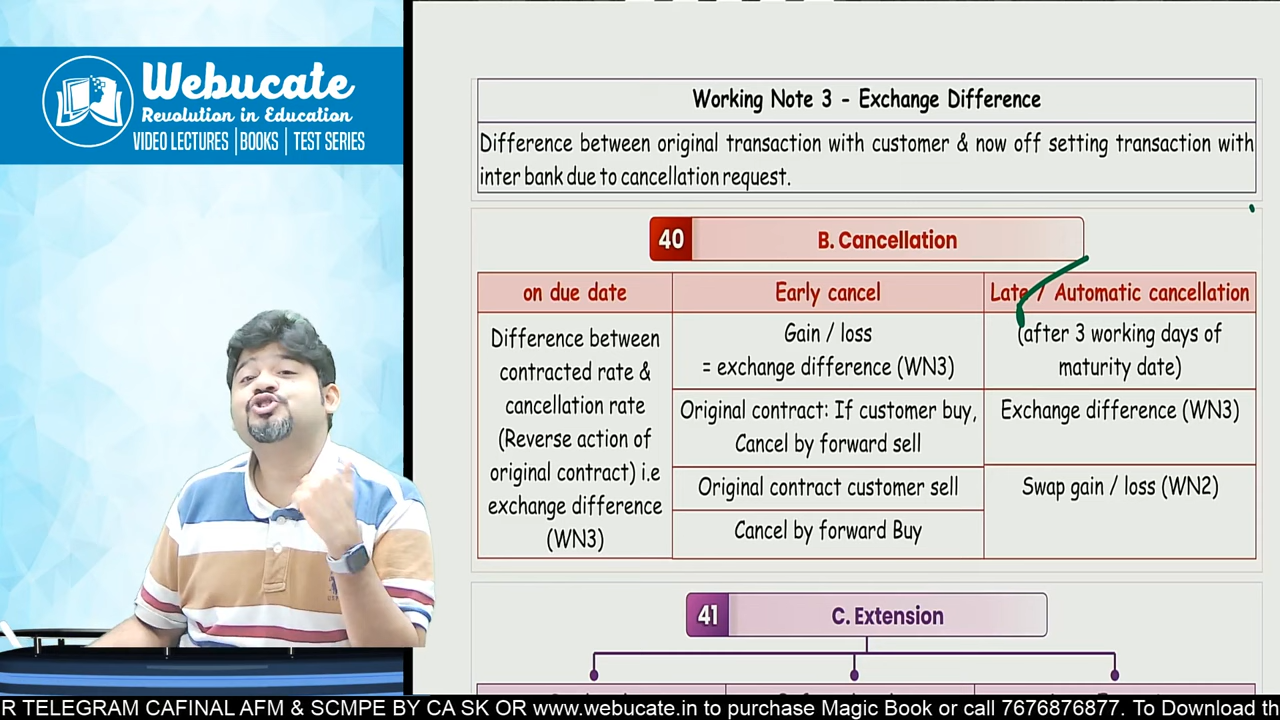 Webucate
Revolution in Education
VIDEO LECTURES | BOOKS | TEST SERIES
Working Note 3 - Exchange Difference
Difference between original transaction with customer & now off setting transaction with
inter bank due to cancellation request.
40
B. Cancellation
on due date
Difference between
contracted rate &
cancellation rate
(Reverse action of
original contract) i.e
exchange difference
(WN3)
Early cancel
Gain / loss
= exchange difference (WN3)
Original contract: If customer buy,
Cancel by forward sell
Original contract customer sell
Cancel by forward Buy
Late / Automatic cancellation
(after 3 working days of
maturity date)
Exchange difference (WN3)
Swap gain / loss (WN2)
41
C. Extension
R TELEGRAM CAFINAL AFM & SCMPE BY CA SK OR www.webucate.in to purchase Magic Book or call 7676876877. To Download th